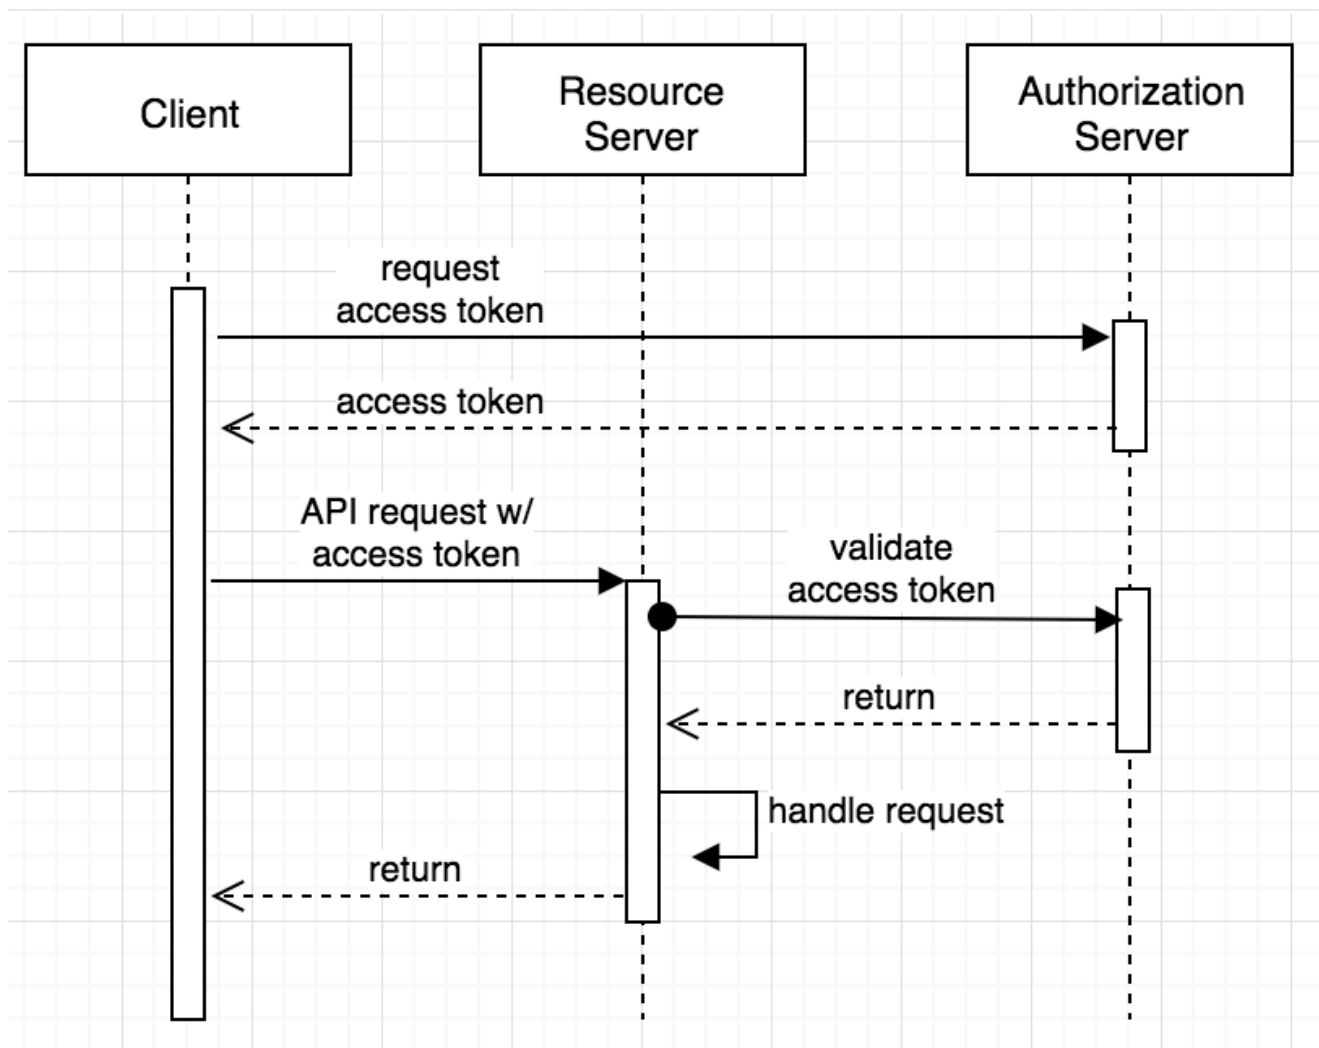 Client
Resource
Server
Authorization
Server
request
access token
access token
API request w/
access token
validate
access token
return
handle request
return